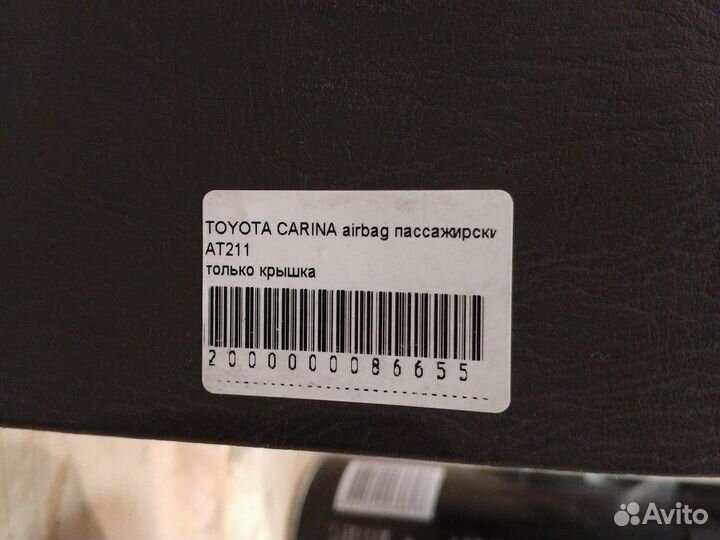 TOYOTA CARINA airbag пассажирски
AT211
только крышка
2000000086655
Avito